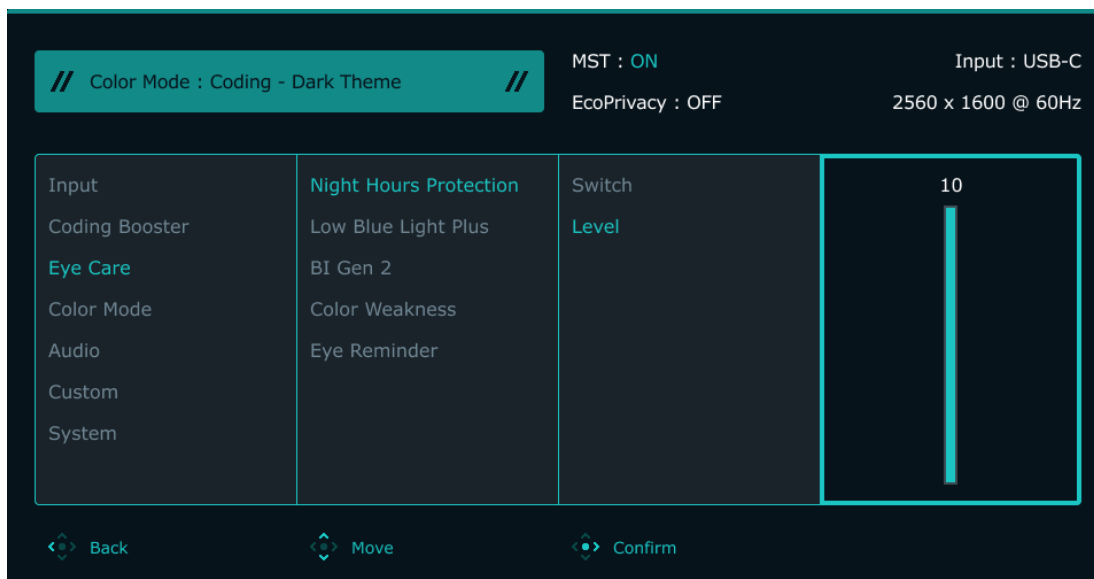 Color Mode : Coding - Dark Theme
MST : ON
Input : USB-C
EcoPrivacy : OFF
2560 x 1600 @ 60Hz
Input
Coding Booster
Eye Care
Color Mode
Audio
Custom
System
Night Hours Protection
Low Blue Light Plus
BI Gen 2
Color Weakness
Eye Reminder
Switch
Level
10
Back
Move
Confirm